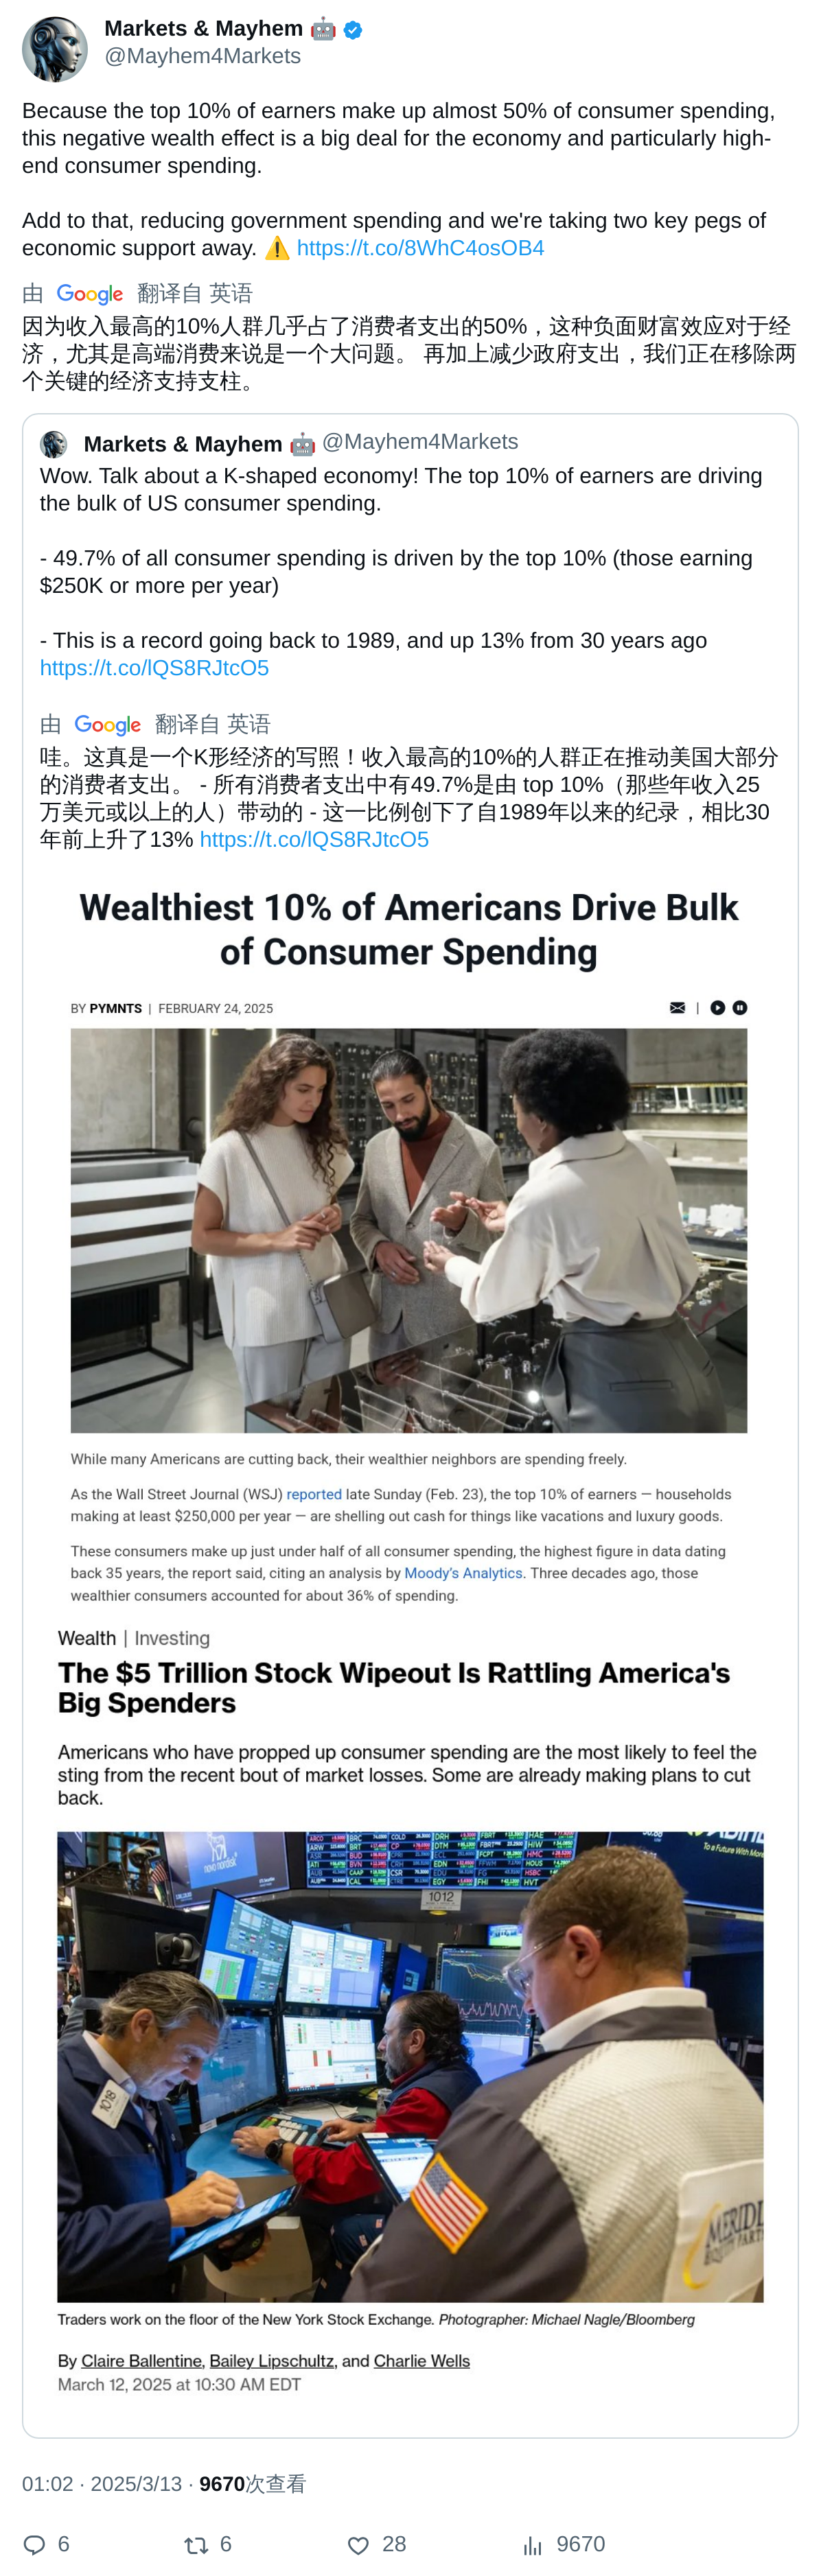 Markets & Mayhem 🤖
@Mayhem4Markets
Because the top 10% of earners make up almost 50% of consumer spending,
this negative wealth effect is a big deal for the economy and particularly high-
end consumer spending.
Add to that, reducing government spending and we're taking two key pegs of
economic support away. ⚠️ https://t.co/8WhC4osOB4
由 Google 翻译自 英语
因为收入最高的10%人群几乎占了消费者支出的50%，这种负面财富效应对于经
济，尤其是高端消费来说是一个大问题。 再加上减少政府支出，我们正在移除两
个关键的经济支持支柱。
Markets & Mayhem 🤖 @Mayhem4Markets
Wow. Talk about a K-shaped economy! The top 10% of earners are driving
the bulk of US consumer spending.
- 49.7% of all consumer spending is driven by the top 10% (those earning
$250K or more per year)
- This is a record going back to 1989, and up 13% from 30 years ago
https://t.co/lQS8RJtcO5
由 Google 翻译自 英语
哇。这真是一个K形经济的写照！收入最高的10%的人群正在推动美国大部分
的消费者支出。 - 所有消费者支出中有49.7%是由 top 10%（那些年收入25
万美元或以上的人）带动的 - 这一比例创下了自1989年以来的纪录，相比30
年前上升了13% https://t.co/lQS8RJtcO5
Wealthiest 10% of Americans Drive Bulk
of Consumer Spending
BY PYMNTS | FEBRUARY 24, 2025
While many Americans are cutting back, their wealthier neighbors are spending freely.
As the Wall Street Journal (WSJ) reported late Sunday (Feb. 23), the top 10% of earners — households
making at least $250,000 per year — are shelling out cash for things like vacations and luxury goods.
These consumers make up just under half of all consumer spending, the highest figure in data dating
back 35 years, the report said, citing an analysis by Moody's Analytics. Three decades ago, those
wealthier consumers accounted for about 36% of spending.
Wealth | Investing
The $5 Trillion Stock Wipeout Is Rattling America's
Big Spenders
Americans who have propped up consumer spending are the most likely to feel the
sting from the recent bout of market losses. Some are already making plans to cut
back.
novo nordisk
To a Future With More
1012
1018
Traders work on the floor of the New York Stock Exchange. Photographer: Michael Nagle/Bloomberg
By Claire Ballentine, Bailey Lipschultz, and Charlie Wells
March 12, 2025 at 10:30 AM EDT
01:02 · 2025/3/13 · 9670次查看
6 6 28 9670